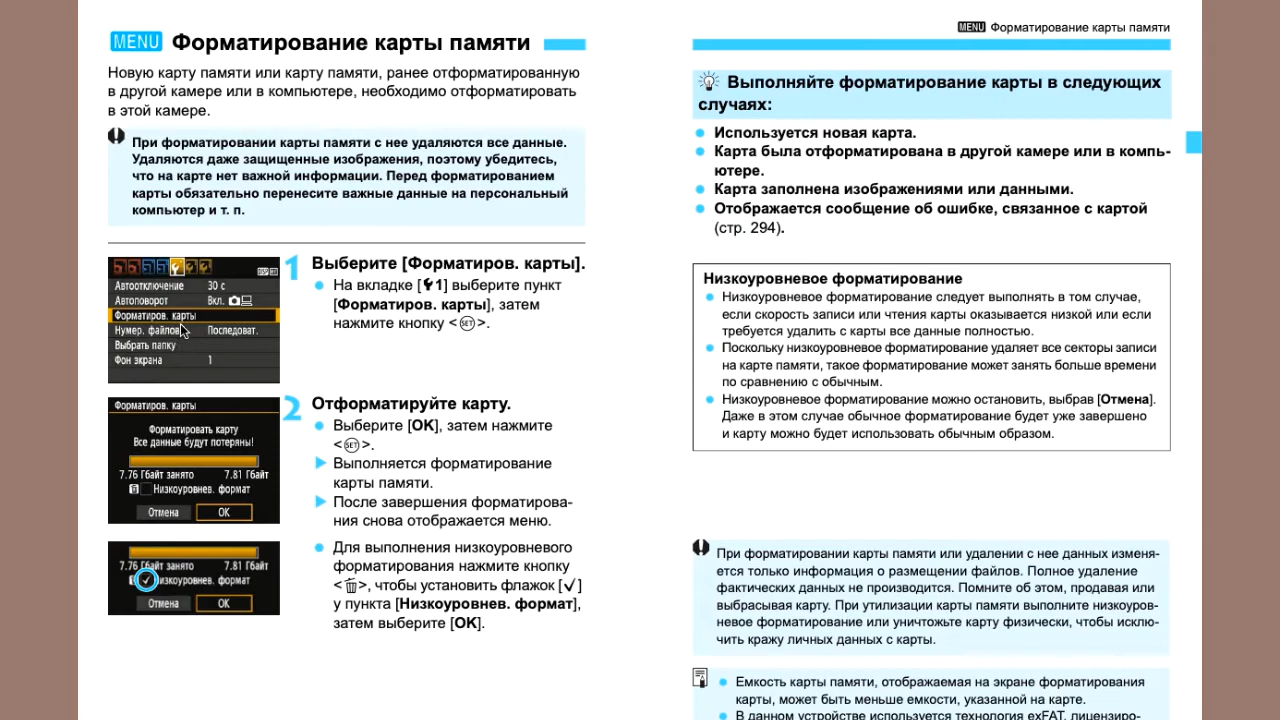 MENU Форматирование карты памяти
Новую карту памяти или карту памяти, ранее отформатированную
в другой камере или в компьютере, необходимо отформатировать
в этой камере.
При форматировании карты памяти с нее удаляются все данные.
Удаляются даже защищенные изображения, поэтому убедитесь,
что на карте нет важной информации. Перед форматированием
карты обязательно перенесите важные данные на персональный
компьютер и т. п.
Автоотключение 30 с
Автоповорот Вкл.
Форматиров. карты
Нумер. файлов Последоват.
Выбрать папку
Фон экрана 1
1 Выберите [Форматиров. карты].
На вкладке [1] выберите пункт
[Форматиров. карты], затем
нажмите кнопку <SET>.
Форматиров. карты
Форматировать карту
Все данные будут потеряны!
7.76 Гбайт занято 7.81 Гбайт
Низкоуровнев. формат
Отмена OK
2 Отформатируйте карту.
Выберите [OK], затем нажмите
<SET>.
Выполняется форматирование
карты памяти.
После завершения форматирова-
ния снова отображается меню.
7.76 Гбайт занято 7.81 Гбайт
изкоуровнев. формат
Отмена OK
Для выполнения низкоуровневого
форматирования нажмите кнопку
<>, чтобы установить флажок [√]
у пункта [Низкоуровнев. формат],
затем выберите [OK].
MENU Форматирование карты памяти
Выполняйте форматирование карты в следующих
случаях:
Используется новая карта.
Карта была отформатирована в другой камере или в компь-
ютере.
Карта заполнена изображениями или данными.
Отображается сообщение об ошибке, связанное с картой
(стр. 294).
Низкоуровневое форматирование
Низкоуровневое форматирование следует выполнять в том случае,
если скорость записи или чтения карты оказывается низкой или если
требуется удалить с карты все данные полностью.
Поскольку низкоуровневое форматирование удаляет все секторы записи
на карте памяти, такое форматирование может занять больше времени
по сравнению с обычным.
Низкоуровневое форматирование можно остановить, выбрав [Отмена].
Даже в этом случае обычное форматирование будет уже завершено
и карту можно будет использовать обычным образом.
При форматировании карты памяти или удалении с нее данных изменя-
ется только информация о размещении файлов. Полное удаление
фактических данных не производится. Помните об этом, продавая или
выбрасывая карту. При утилизации карты памяти выполните низкоуров-
невое форматирование или уничтожьте карту физически, чтобы исклю-
чить кражу личных данных с карты.
Емкость карты памяти, отображаемая на экране форматирования
карты, может быть меньше емкости, указанной на карте.
В данном устройстве используется технология exFAT, лицензиро-